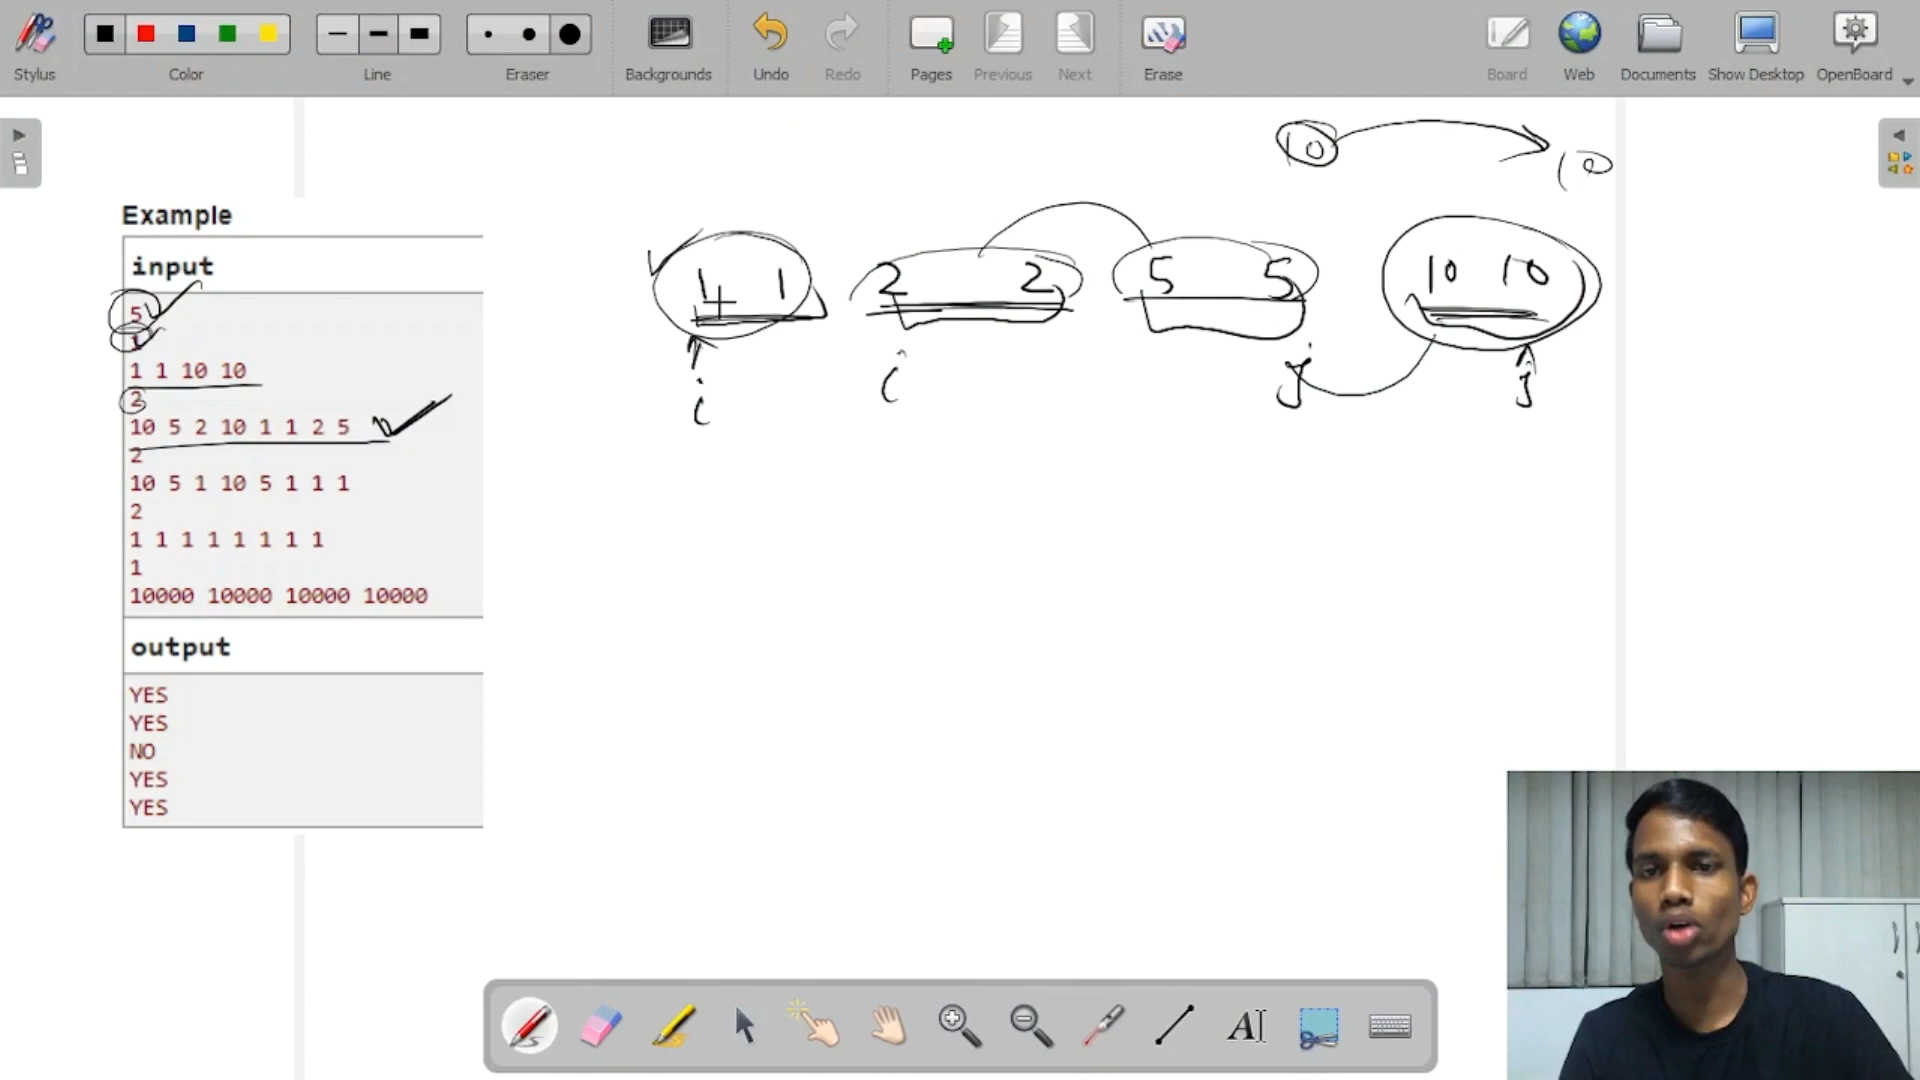 Stylus Color Line Eraser Backgrounds Undo Redo Pages Previous Next Erase Board Web Documents Show Desktop OpenBoard
10 10
Example
input
5
1
1 1 10 10
2
10 5 2 10 1 1 2 5
2
10 5 1 10 5 1 1 1
2
1 1 1 1 1 1 1 1
1
10000 10000 10000 10000
output
YES
YES
NO
YES
YES
1 1 2 2 5 5 10 10
i i j j
A